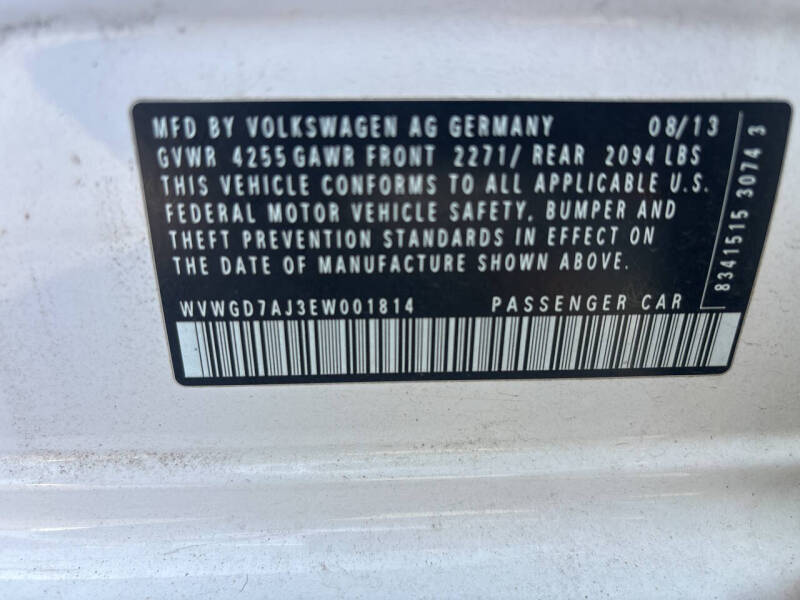 MFD BY VOLKSWAGEN AG GERMANY 08/13
GVWR 4255 GAWR FRONT 2271/ REAR 2094 LBS
THIS VEHICLE CONFORMS TO ALL APPLICABLE U.S.
FEDERAL MOTOR VEHICLE SAFETY, BUMPER AND
THEFT PREVENTION STANDARDS IN EFFECT ON
THE DATE OF MANUFACTURE SHOWN ABOVE.
WVWGD7AJ3EW001814 PASSENGER CAR
8341515 3074 3